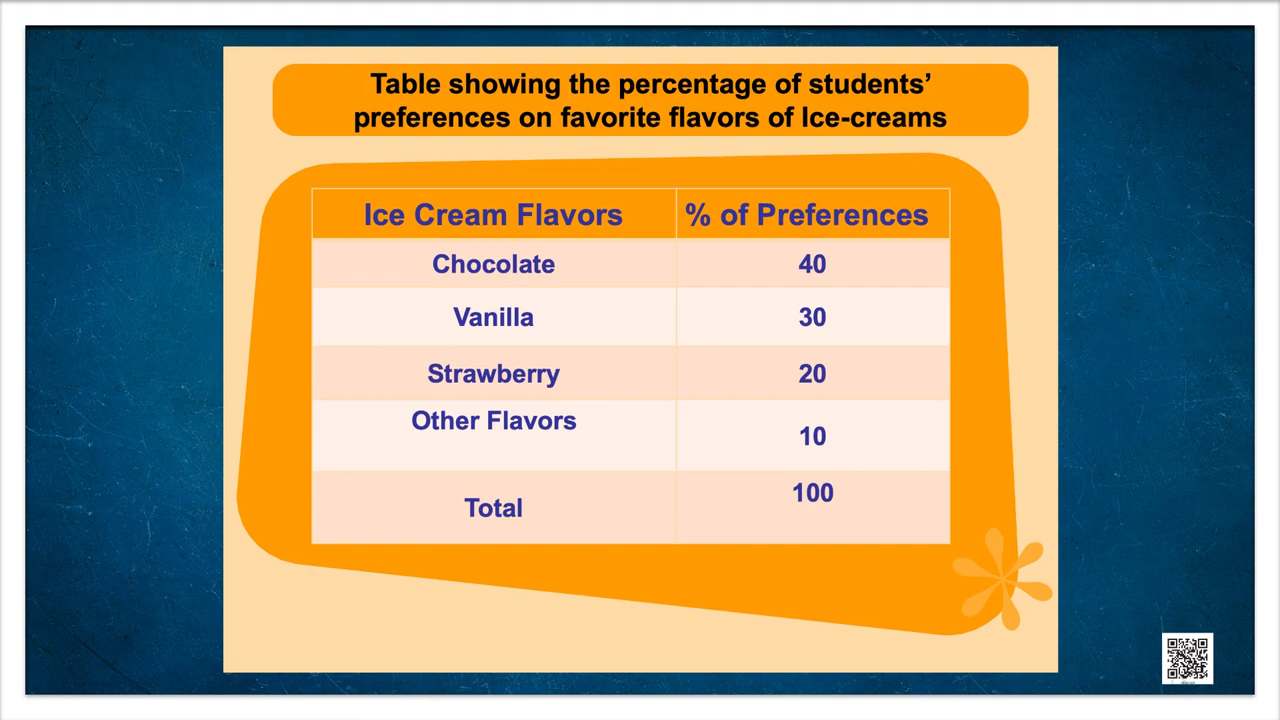 Table showing the percentage of students’
preferences on favorite flavors of Ice-creams
Ice Cream Flavors % of Preferences
Chocolate 40
Vanilla 30
Strawberry 20
Other Flavors 10
Total 100